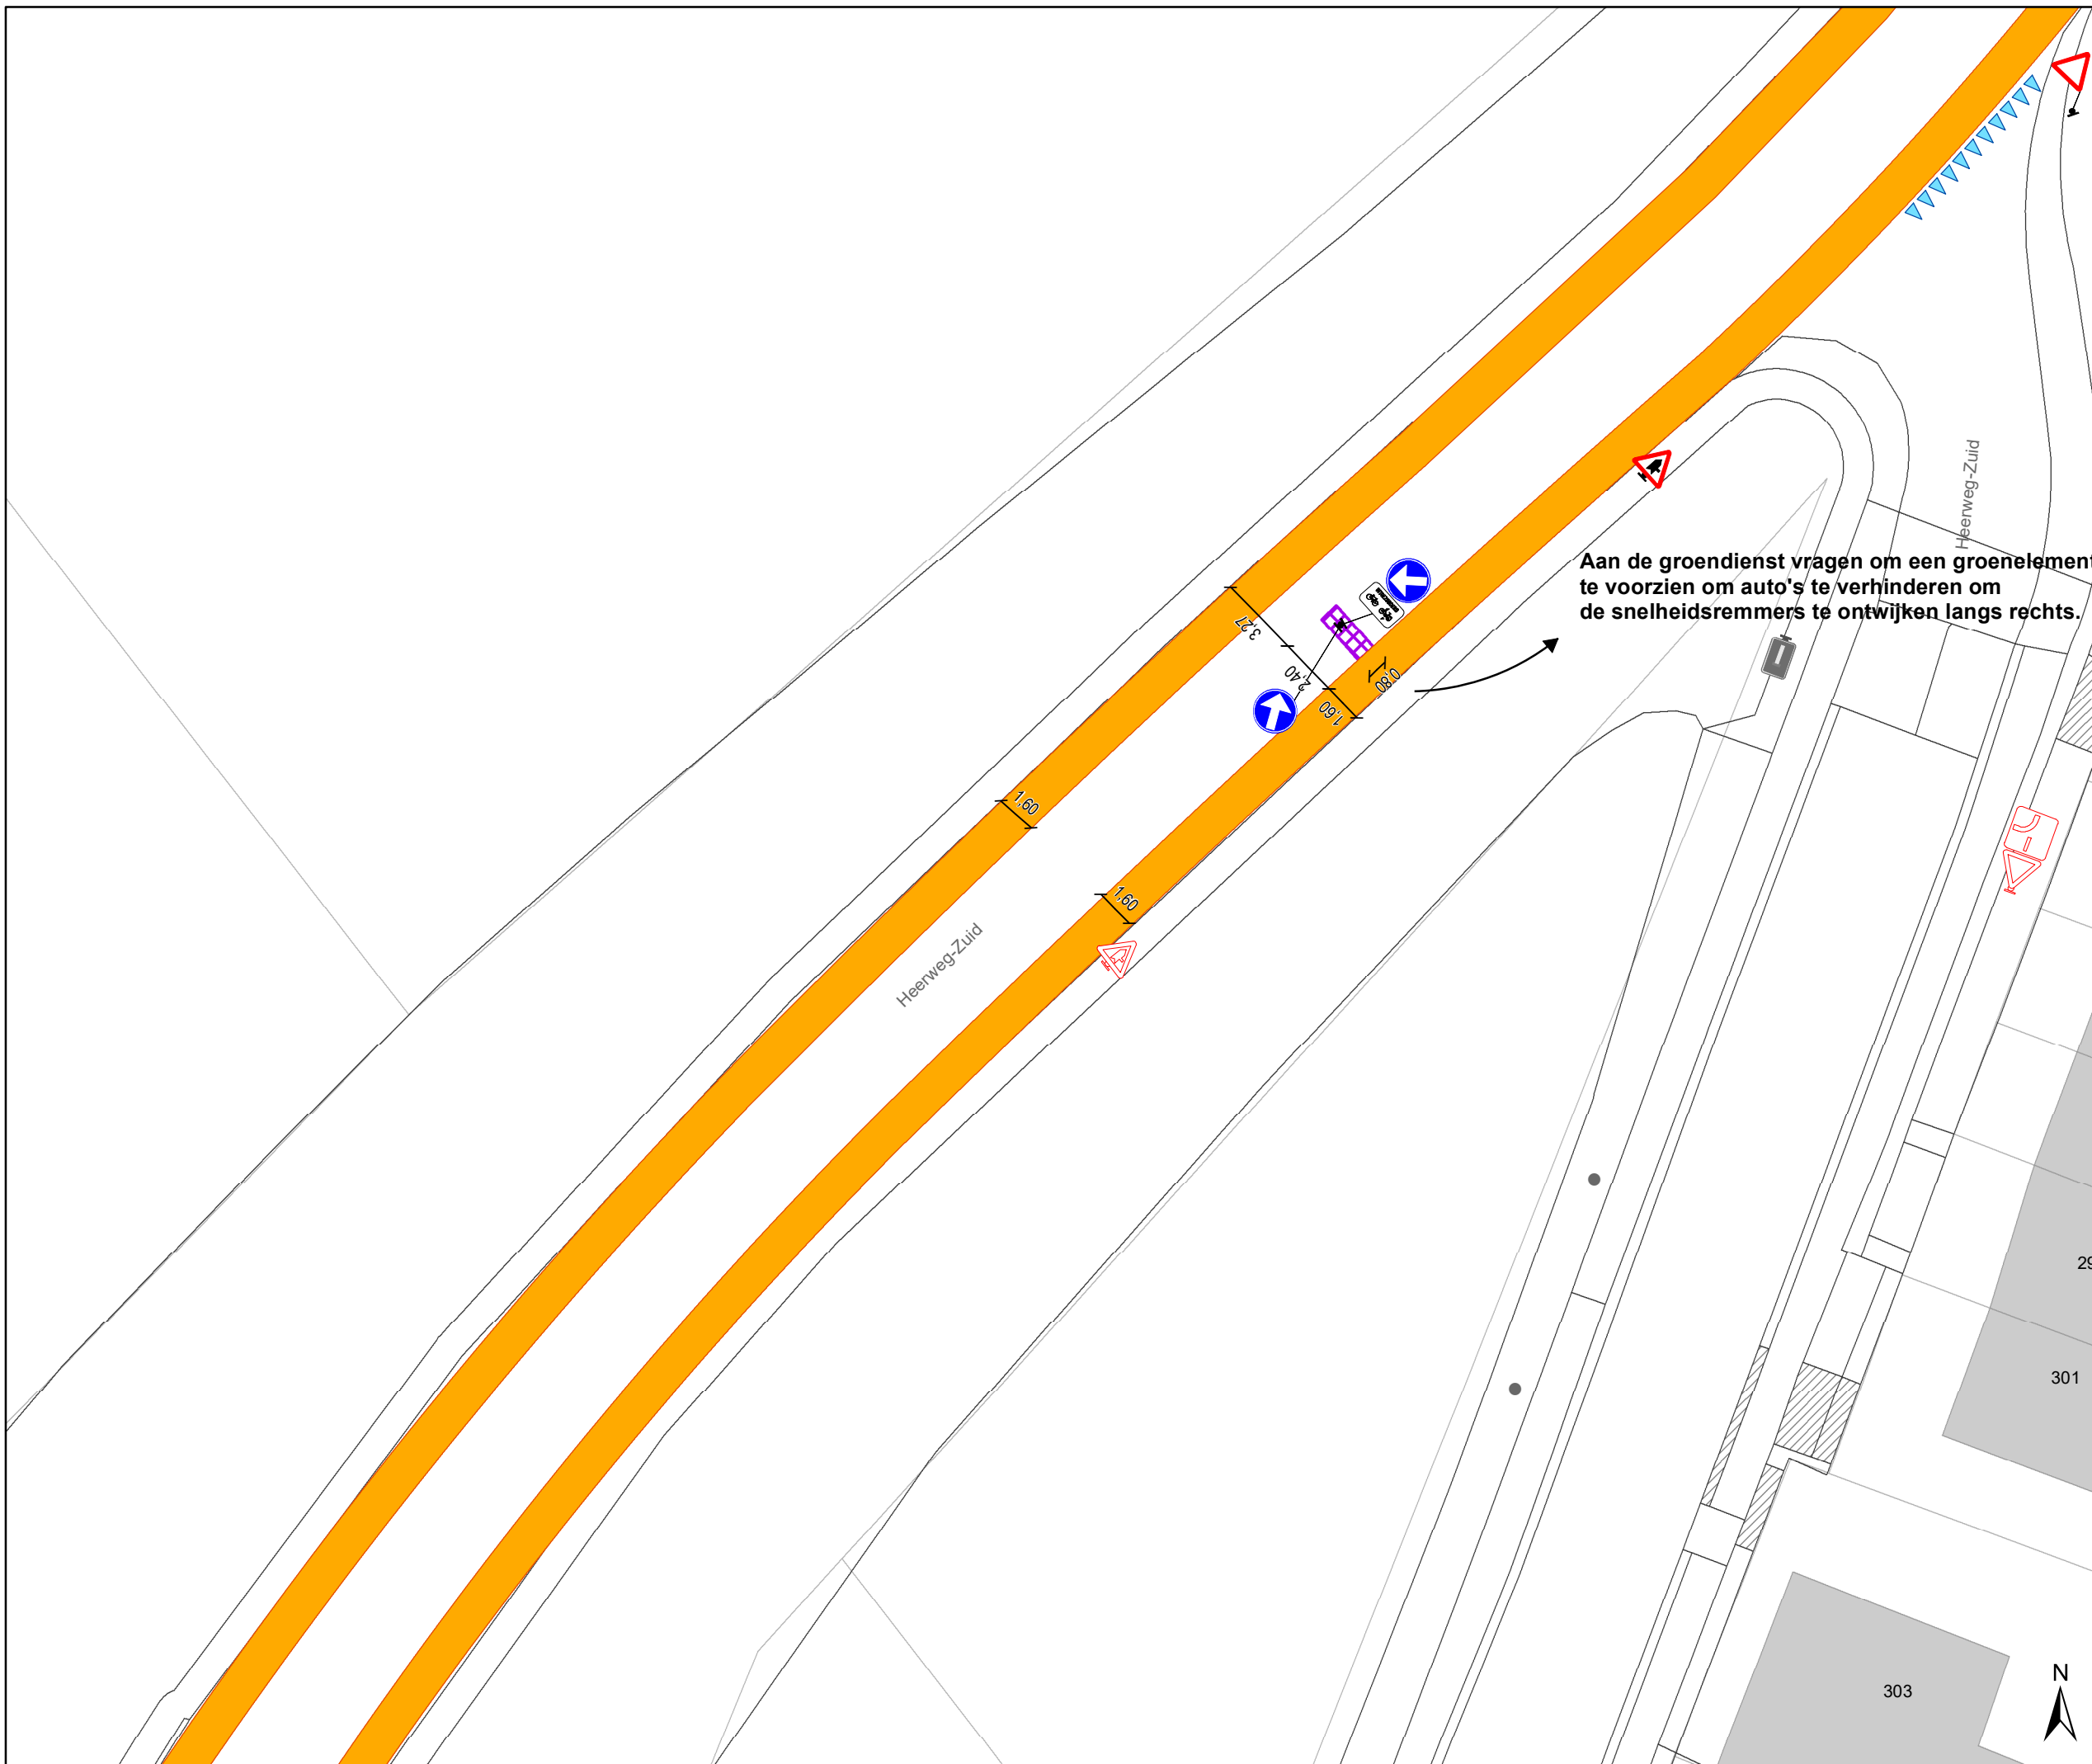 Heerweg-Zuid
Aan de groendienst vragen om een groenelement
te voorzien om auto's te verhinderen om
de snelheidsremmers te ontwijken langs rechts.
3,27
2,40
0,80
1,60
1,60
1,60
Heerweg-Zuid
29
301
303
N